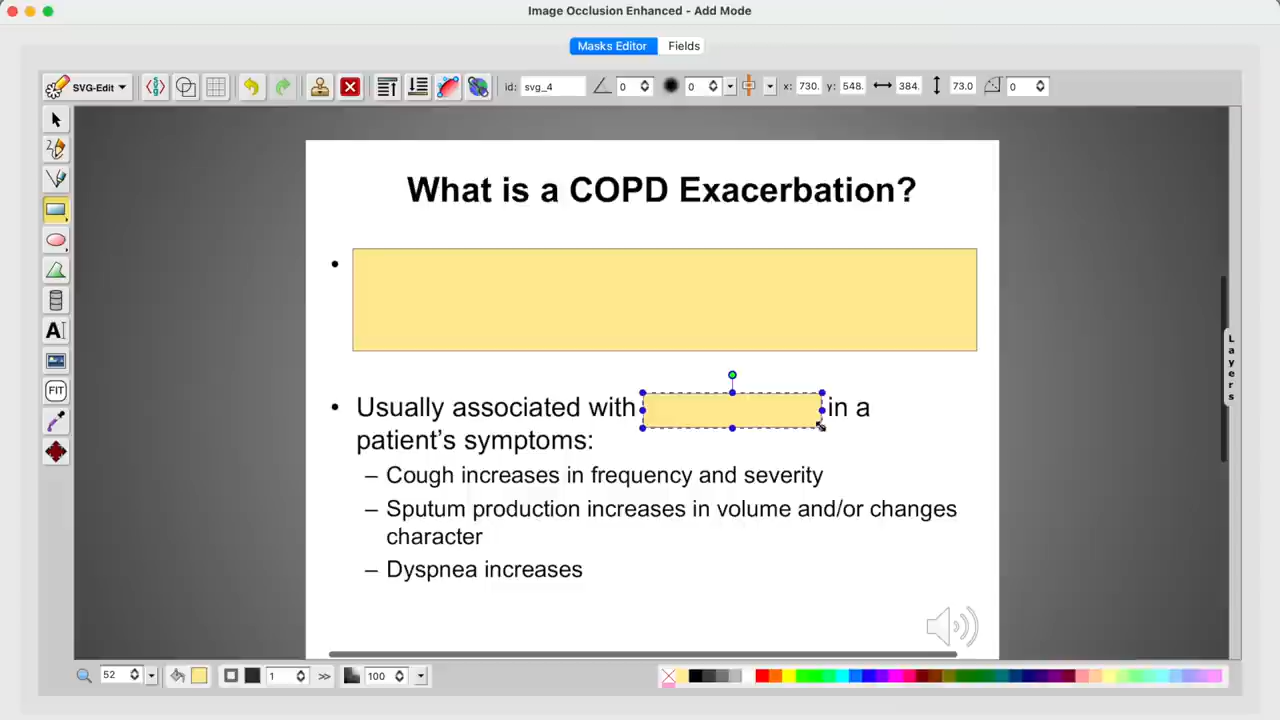 Image Occlusion Enhanced - Add Mode
Masks Editor Fields
SVG-Edit id: svg_4 0 0 x: 730. y: 548. 384. 73.0 0
What is a COPD Exacerbation?
•
• Usually associated with in a
patient's symptoms:
– Cough increases in frequency and severity
– Sputum production increases in volume and/or changes
character
– Dyspnea increases
Layers
A
FIT
52 1 >> 100